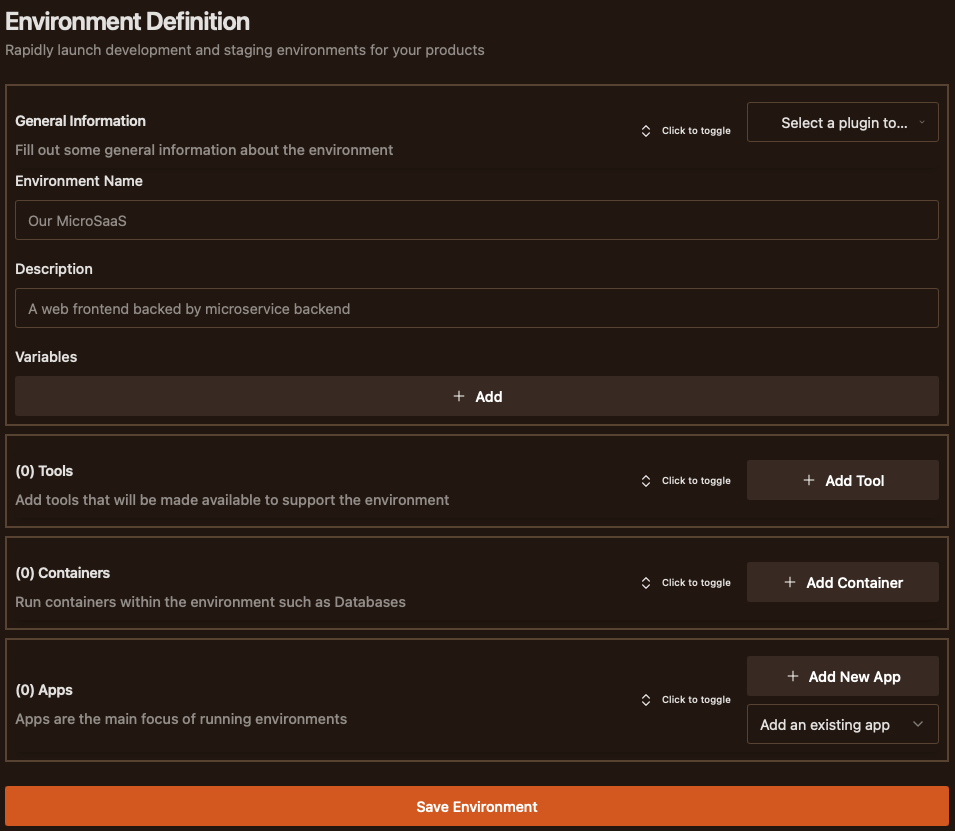 Environment Definition
Rapidly launch development and staging environments for your products
General Information
Fill out some general information about the environment
Click to toggle
Select a plugin to...
Environment Name
Our MicroSaaS
Description
A web frontend backed by microservice backend
Variables
+ Add
(0) Tools
Add tools that will be made available to support the environment
Click to toggle
+ Add Tool
(0) Containers
Run containers within the environment such as Databases
Click to toggle
+ Add Container
(0) Apps
Apps are the main focus of running environments
Click to toggle
+ Add New App
Add an existing app
Save Environment